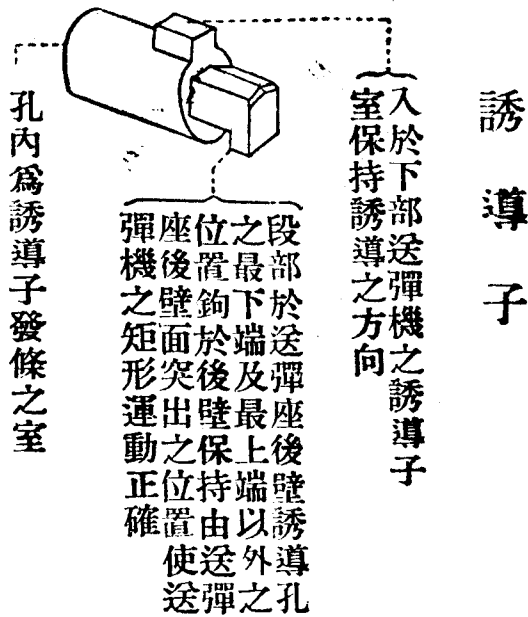 誘導子
入於下部送彈機之誘導子
室保持誘導之方向
段部於送彈座後壁誘導孔
之最下端及最上端以外之
位置鉤於後壁保持由送彈
座後壁面突出之位置使送
彈機之矩形運動正確
孔內爲誘導子發條之室